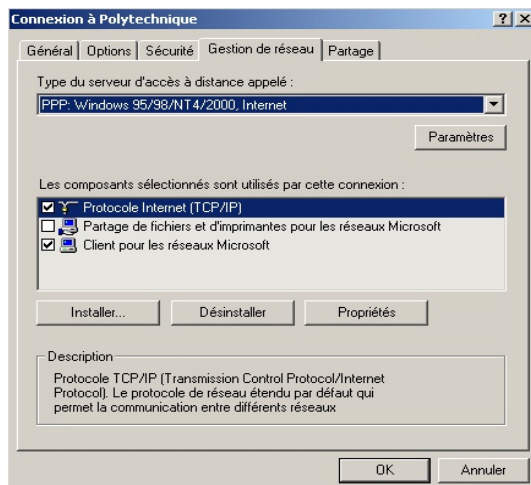 Connexion à Polytechnique
Général Options Sécurité Gestion de réseau Partage
Type du serveur d'accès à distance appelé :
PPP: Windows 95/98/NT4/2000, Internet
Paramètres
Les composants sélectionnés sont utilisés par cette connexion :
Protocole Internet (TCP/IP)
Partage de fichiers et d'imprimantes pour les réseaux Microsoft
Client pour les réseaux Microsoft
Installer... Désinstaller Propriétés
Description
Protocole TCP/IP (Transmission Control Protocol/Internet
Protocol). Le protocole de réseau étendu par défaut qui
permet la communication entre différents réseaux
OK Annuler